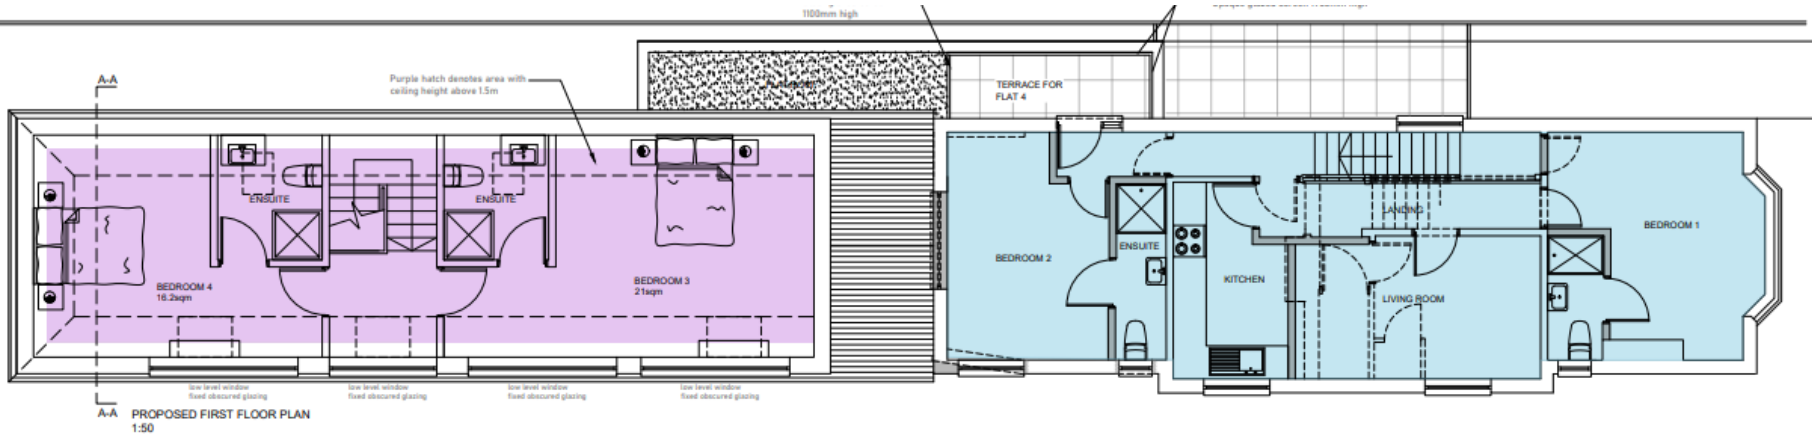 1100mm high
A-A
Purple hatch denotes area with
ceiling height above 1.5m
TERRACE FOR
FLAT 4
ENSUITE
ENSUITE
BEDROOM 4
16.2sqm
BEDROOM 3
21sqm
BEDROOM 2
ENSUITE
KITCHEN
LANDING
LIVING ROOM
BEDROOM 1
low level window
fixed obscured glazing
low level window
fixed obscured glazing
low level window
fixed obscured glazing
low level window
fixed obscured glazing
A-A
PROPOSED FIRST FLOOR PLAN
1:50